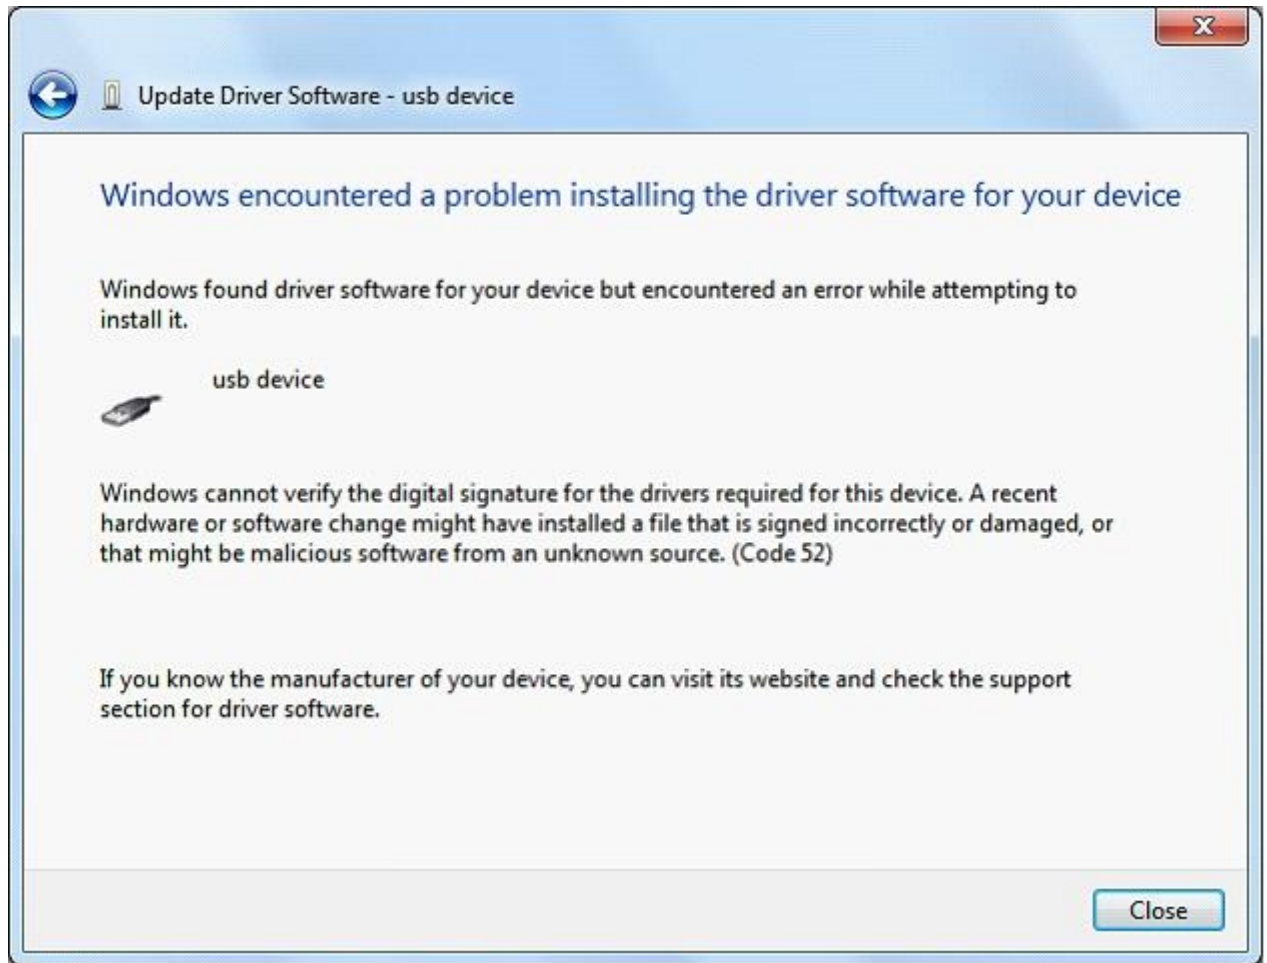 Update Driver Software - usb device
Windows encountered a problem installing the driver software for your device
Windows found driver software for your device but encountered an error while attempting to
install it.
usb device
Windows cannot verify the digital signature for the drivers required for this device. A recent
hardware or software change might have installed a file that is signed incorrectly or damaged, or
that might be malicious software from an unknown source. (Code 52)
If you know the manufacturer of your device, you can visit its website and check the support
section for driver software.
Close